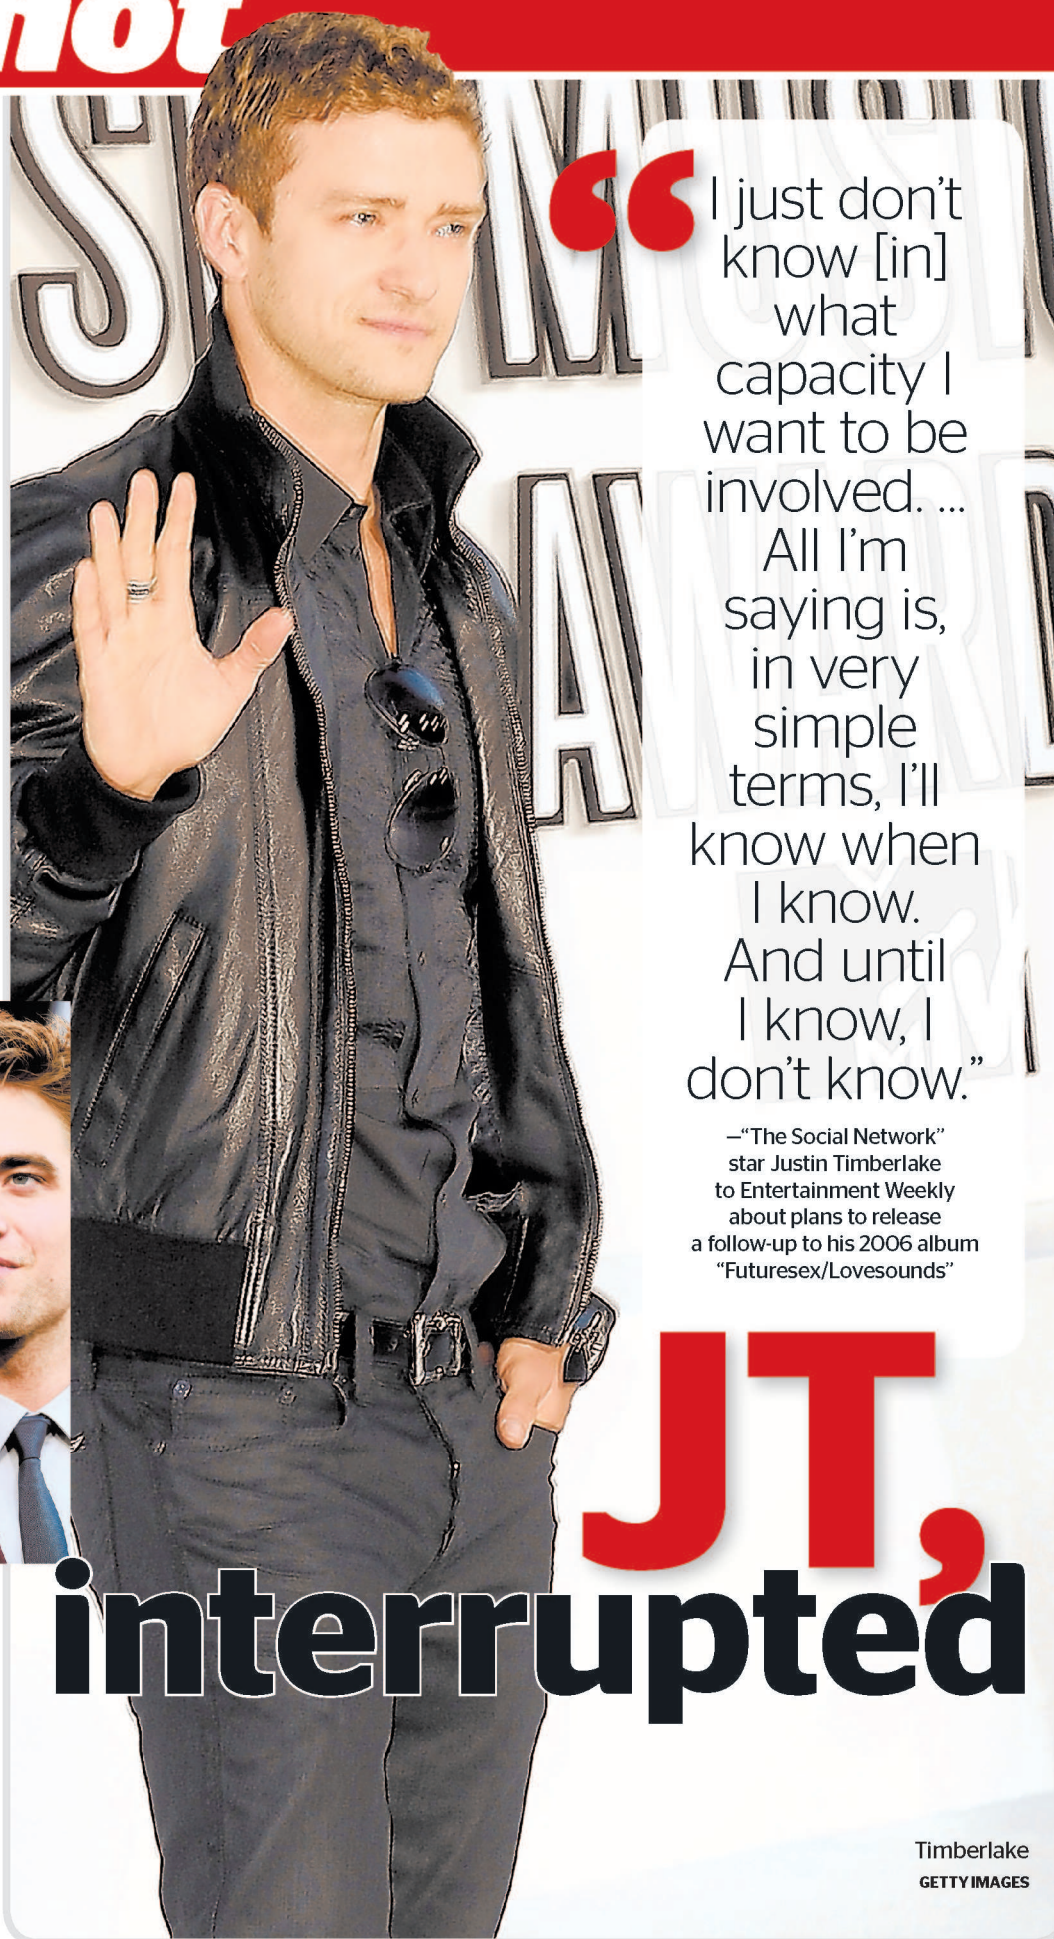 hot
“I just don’t
know [in]
what
capacity I
want to be
involved. ...
All I’m
saying is,
in very
simple
terms, I’ll
know when
I know.
And until
I know, I
don’t know.”
–“The Social Network”
star Justin Timberlake
to Entertainment Weekly
about plans to release
a follow-up to his 2006 album
“Futuresex/Lovesounds”
JT,
interrupted
Timberlake
GETTY IMAGES